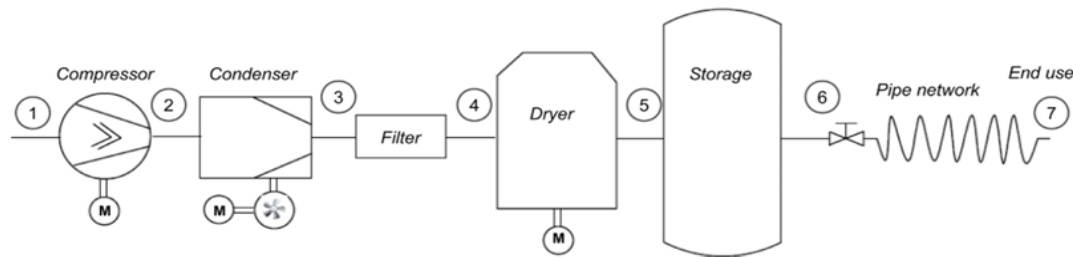 Compressor
Condenser
Storage
End use
Pipe network
Dryer
Filter
1
2
3
4
5
6
7
M
M
M